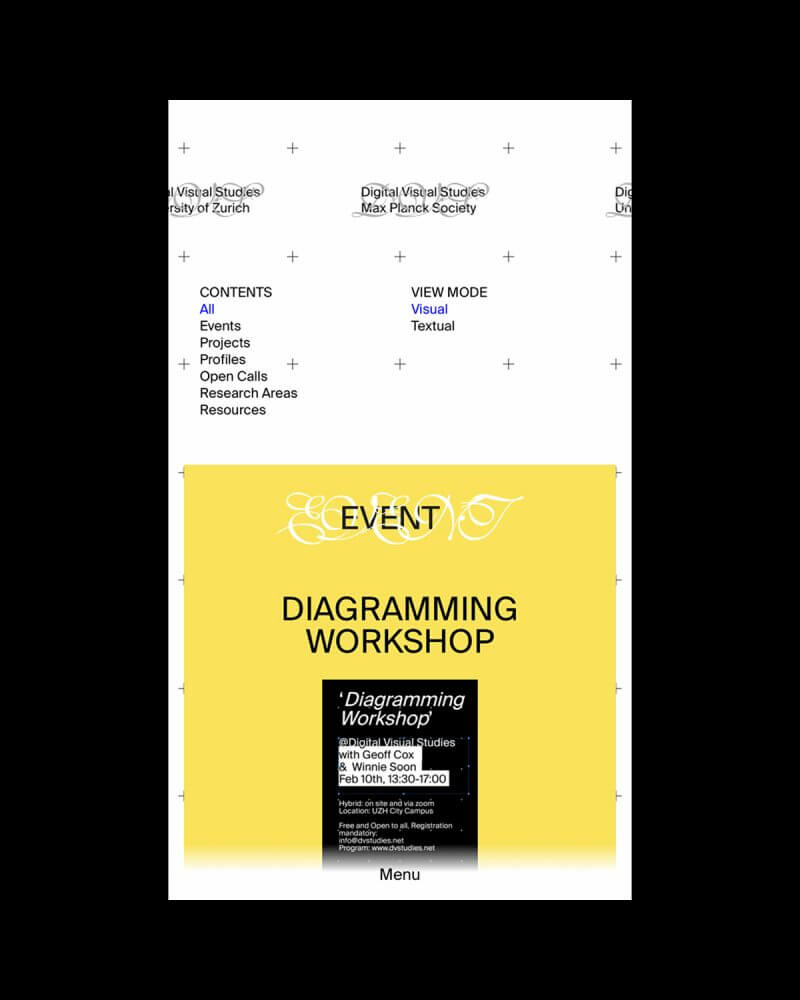 l Visual Studies
rsity of Zurich
Digital Visual Studies
Max Planck Society
Dig
Un
CONTENTS
All
Events
Projects
Profiles
Open Calls
Research Areas
Resources
VIEW MODE
Visual
Textual
EVENT
EVENT
DIAGRAMMING
WORKSHOP
‘Diagramming
Workshop’
@Digital Visual Studies
with Geoff Cox
& Winnie Soon
Feb 10th, 13:30-17:00
Hybrid: on site and via zoom
Location: UZH City Campus
Free and Open to all, Registration
mandatory:
info@dvstudies.net
Program: www.dvstudies.net
Menu